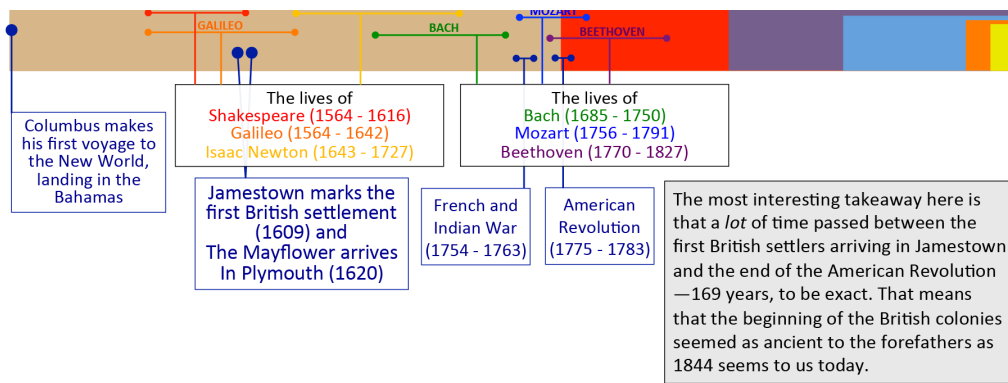 MOZART
GALILEO
BACH
BEETHOVEN
Columbus makes
his first voyage to
the New World,
landing in the
Bahamas
The lives of
Shakespeare (1564 - 1616)
Galileo (1564 - 1642)
Isaac Newton (1643 - 1727)
The lives of
Bach (1685 - 1750)
Mozart (1756 - 1791)
Beethoven (1770 - 1827)
Jamestown marks the
first British settlement
(1609) and
The Mayflower arrives
In Plymouth (1620)
French and
Indian War
(1754 - 1763)
American
Revolution
(1775 - 1783)
The most interesting takeaway here is
that a lot of time passed between the
first British settlers arriving in Jamestown
and the end of the American Revolution
—169 years, to be exact. That means
that the beginning of the British colonies
seemed as ancient to the forefathers as
1844 seems to us today.